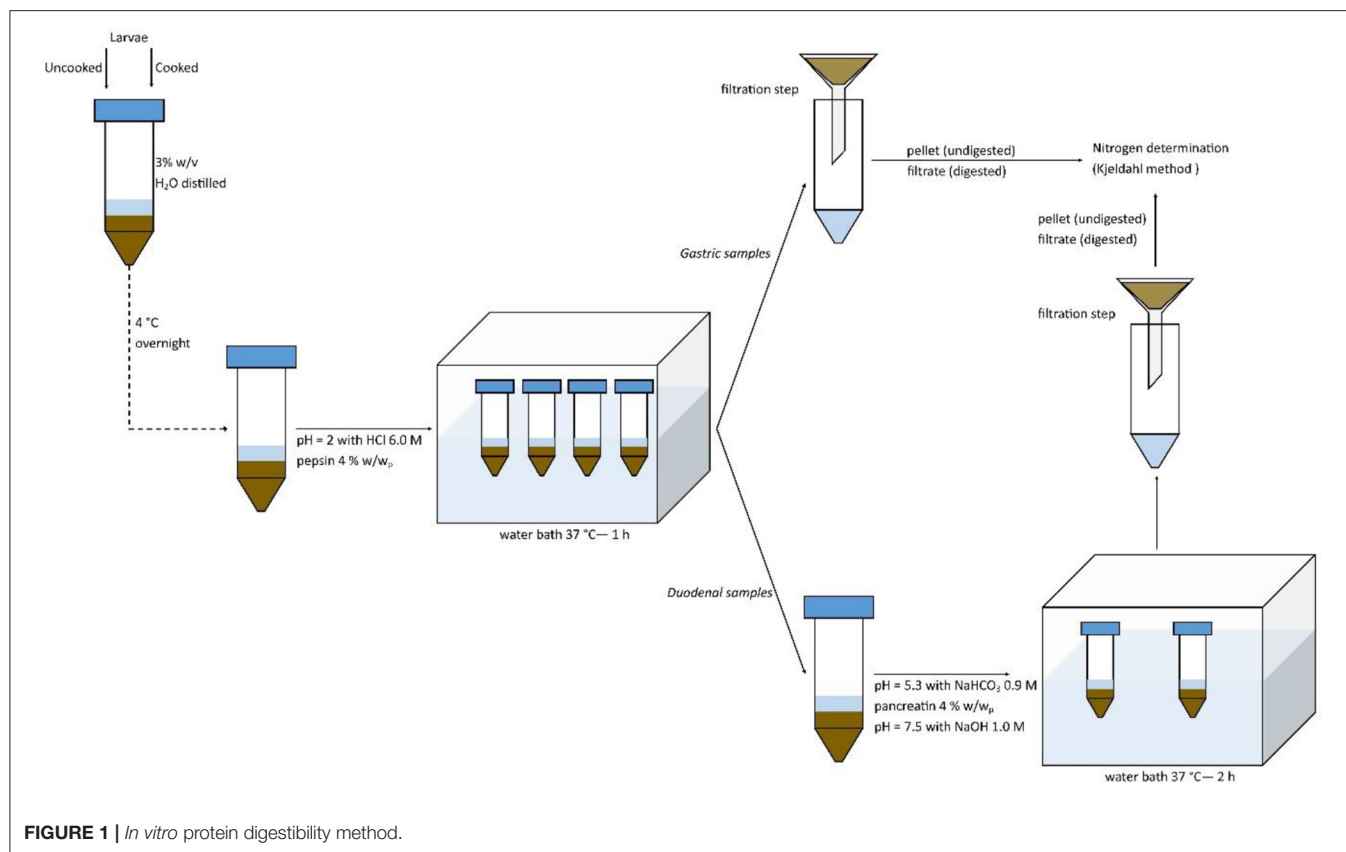 Larvae
Uncooked
Cooked
3% w/v
H₂O distilled
4 °C
overnight
pH = 2 with HCl 6.0 M
pepsin 4 % w/wₚ
water bath 37 °C— 1 h
Gastric samples
filtration step
pellet (undigested)
filtrate (digested)
Nitrogen determination
(Kjeldahl method )
Duodenal samples
pH = 5.3 with NaHCO₃ 0.9 M
pancreatin 4 % w/wₚ
pH = 7.5 with NaOH 1.0 M
water bath 37 °C— 2 h
filtration step
pellet (undigested)
filtrate (digested)
FIGURE 1 | In vitro protein digestibility method.